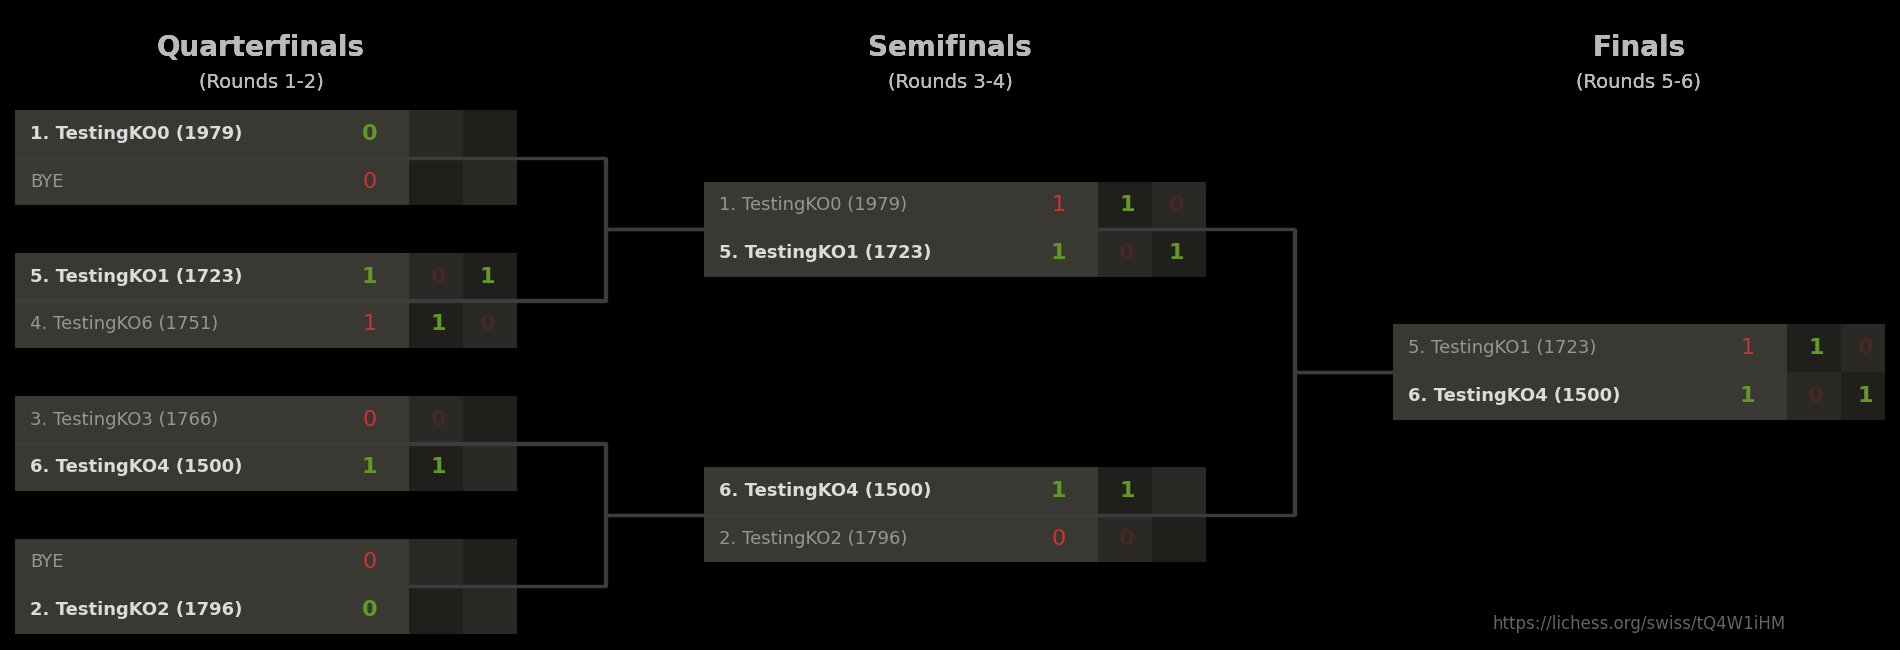 Quarterfinals
(Rounds 1-2)
1. TestingKO0 (1979) 0
BYE 0
5. TestingKO1 (1723) 1 0 1
4. TestingKO6 (1751) 1 1 0
3. TestingKO3 (1766) 0 0
6. TestingKO4 (1500) 1 1
BYE 0
2. TestingKO2 (1796) 0
Semifinals
(Rounds 3-4)
1. TestingKO0 (1979) 1 1 0
5. TestingKO1 (1723) 1 0 1
6. TestingKO4 (1500) 1 1
2. TestingKO2 (1796) 0 0
Finals
(Rounds 5-6)
5. TestingKO1 (1723) 1 1 0
6. TestingKO4 (1500) 1 0 1
https://lichess.org/swiss/tQ4W1iHM